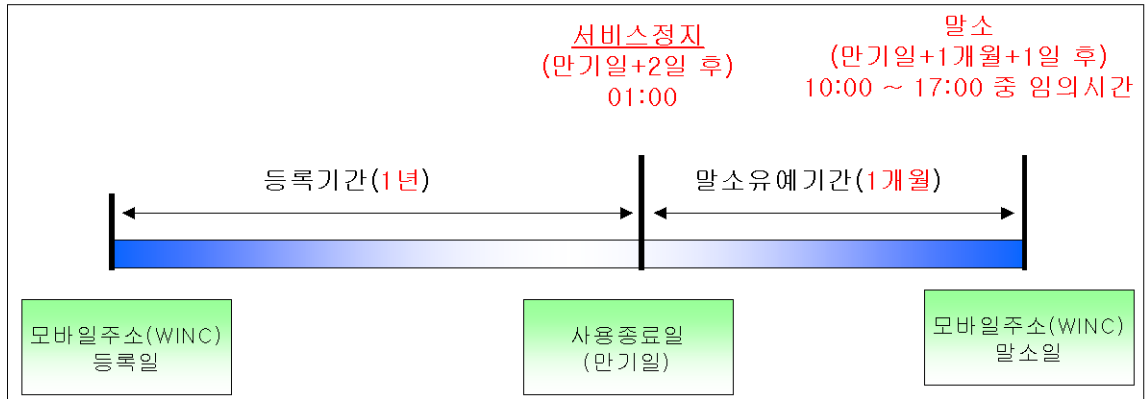 서비스정지
(만기일+2일 후)
01:00
말소
(만기일+1개월+1일 후)
10:00 ~ 17:00 중 임의시간
등록기간(1년)
말소유예기간(1개월)
모바일주소(WINC)
등록일
사용종료일
(만기일)
모바일주소(WINC)
말소일